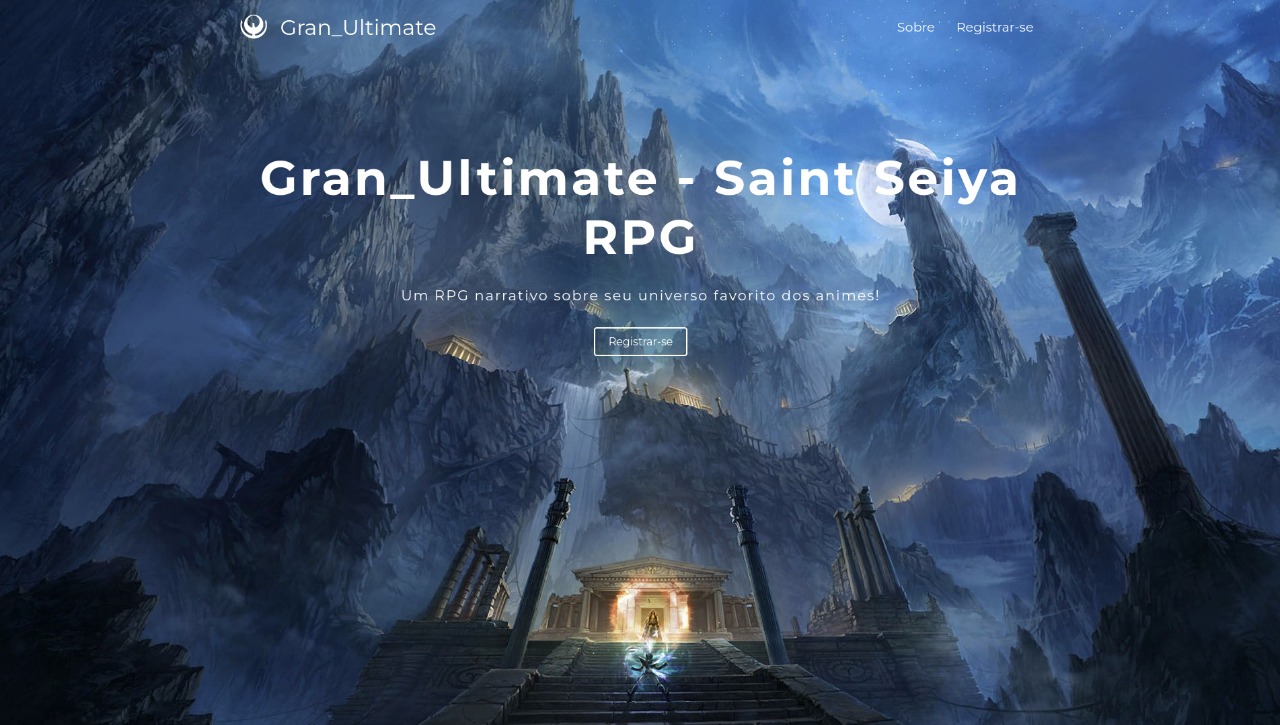 Gran_Ultimate
Sobre
Registrar-se
Gran_Ultimate - Saint Seiya
RPG
Um RPG narrativo sobre seu universo favorito dos animes!
Registrar-se